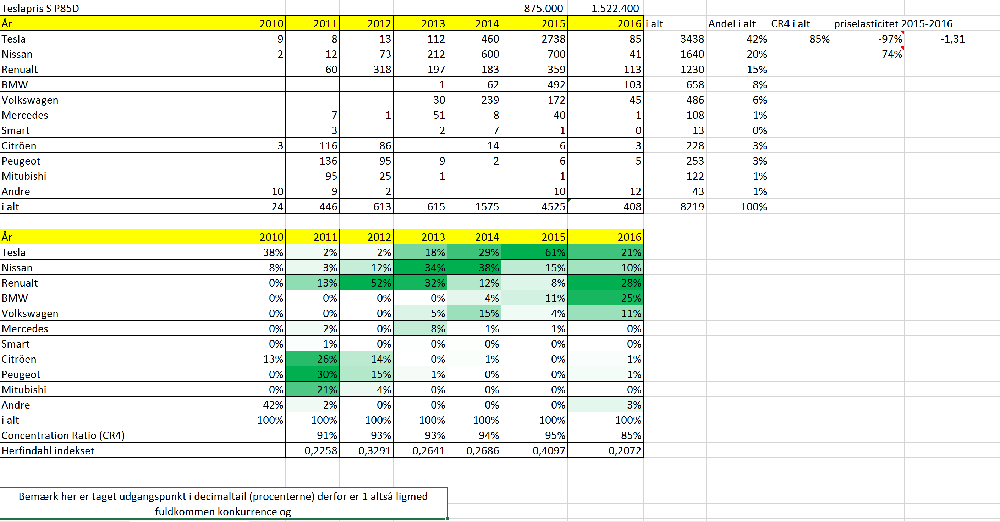 Teslapris S P85D 875.000 1.522.400
År 2010 2011 2012 2013 2014 2015 2016 i alt Andel i alt CR4 i alt priselasticitet 2015-2016
Tesla 9 8 13 112 460 2738 85 3438 42% 85% -97% -1,31
Nissan 2 12 73 212 600 700 41 1640 20% 74%
Renualt 60 318 197 183 359 113 1230 15%
BMW 1 62 492 103 658 8%
Volkswagen 30 239 172 45 486 6%
Mercedes 7 1 51 8 40 1 108 1%
Smart 3 2 7 1 0 13 0%
Citröen 3 116 86 14 6 3 228 3%
Peugeot 136 95 9 2 6 5 253 3%
Mitubishi 95 25 1 1 122 1%
Andre 10 9 2 10 12 43 1%
i alt 24 446 613 615 1575 4525 408 8219 100%
År 2010 2011 2012 2013 2014 2015 2016
Tesla 38% 2% 2% 18% 29% 61% 21%
Nissan 8% 3% 12% 34% 38% 15% 10%
Renualt 0% 13% 52% 32% 12% 8% 28%
BMW 0% 0% 0% 0% 4% 11% 25%
Volkswagen 0% 0% 0% 5% 15% 4% 11%
Mercedes 0% 2% 0% 8% 1% 1% 0%
Smart 0% 1% 0% 0% 0% 0% 0%
Citröen 13% 26% 14% 0% 1% 0% 1%
Peugeot 0% 30% 15% 1% 0% 0% 1%
Mitubishi 0% 21% 4% 0% 0% 0% 0%
Andre 42% 2% 0% 0% 0% 0% 3%
i alt 100% 100% 100% 100% 100% 100% 100%
Concentration Ratio (CR4) 91% 93% 93% 94% 95% 85%
Herfindahl indekset 0,2258 0,3291 0,2641 0,2686 0,4097 0,2072
Bemærk her er taget udgangspunkt i decimaltail (procenterne) derfor er 1 altså ligmed
fuldkommen konkurrence og